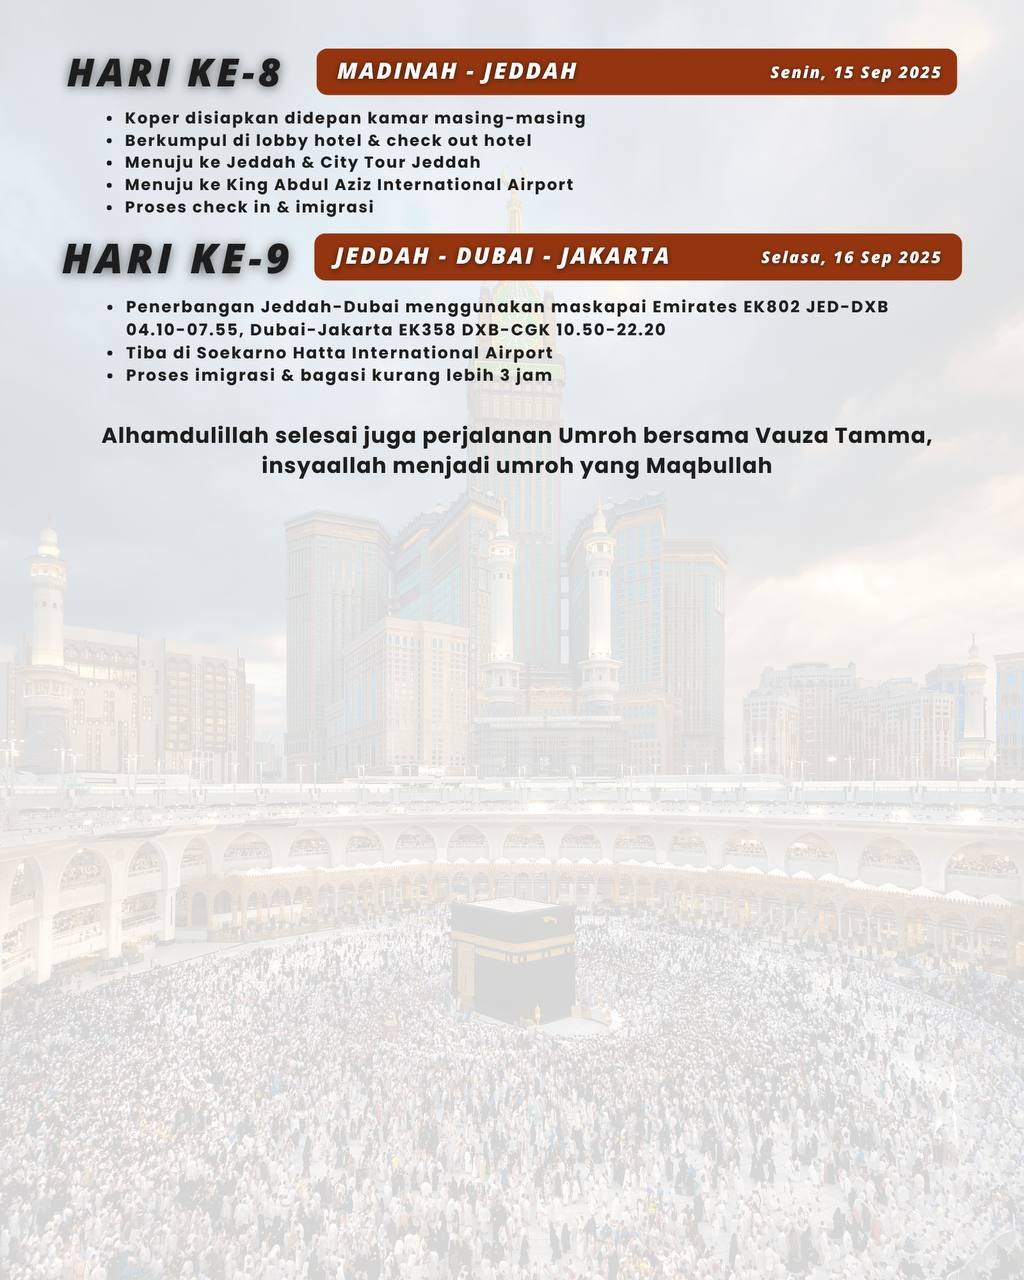 HARI KE-8
MADINAH - JEDDAH
Senin, 15 Sep 2025
• Koper disiapkan didepan kamar masing-masing
• Berkumpul di lobby hotel & check out hotel
• Menuju ke Jeddah & City Tour Jeddah
• Menuju ke King Abdul Aziz International Airport
• Proses check in & imigrasi
HARI KE-9
JEDDAH - DUBAI - JAKARTA
Selasa, 16 Sep 2025
• Penerbangan Jeddah-Dubai menggunakan maskapai Emirates EK802 JED-DXB
04.10-07.55, Dubai-Jakarta EK358 DXB-CGK 10.50-22.20
• Tiba di Soekarno Hatta International Airport
• Proses imigrasi & bagasi kurang lebih 3 jam
Alhamdulillah selesai juga perjalanan Umroh bersama Vauza Tamma,
insyaallah menjadi umroh yang Maqbullah